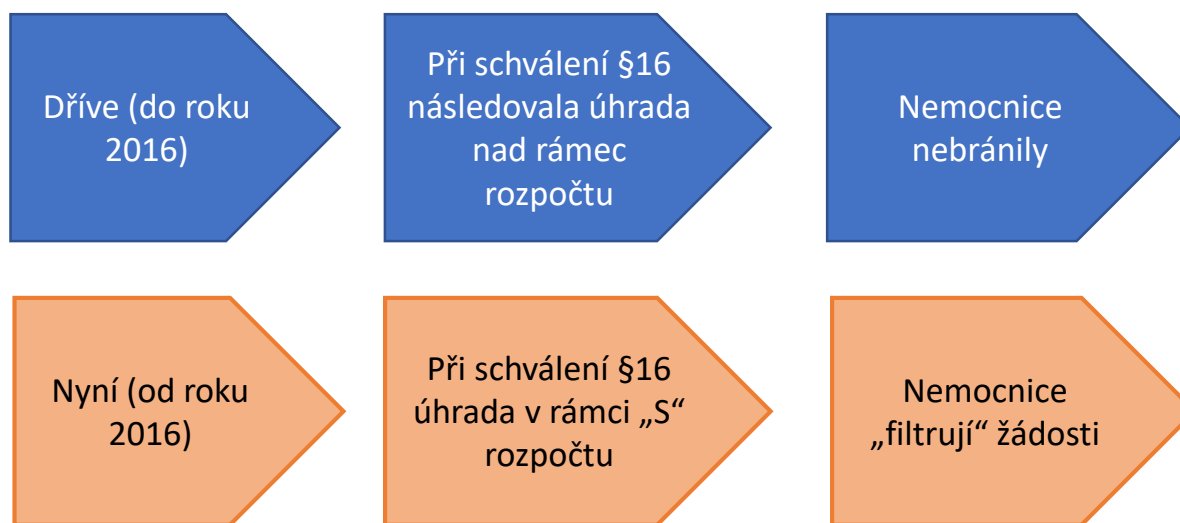 Dříve (do roku
2016)
Při schválení §16
následovala úhrada
nad rámec
rozpočtu
Nemocnice
nebránily
Nyní (od roku
2016)
Při schválení §16
úhrada v rámci „S“
rozpočtu
Nemocnice
„filtrují“ žádosti